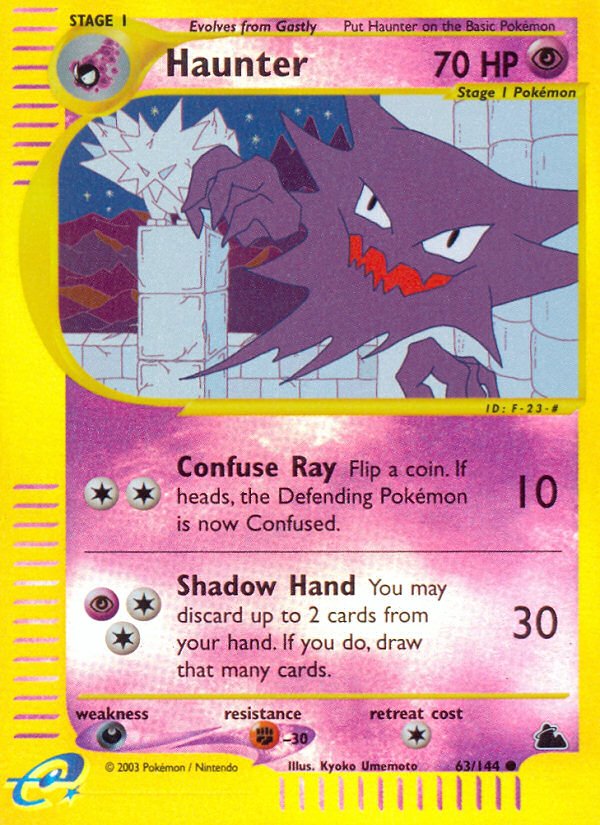 STAGE 1
Evolves from Gastly
Put Haunter on the Basic Pokémon
Haunter
70 HP
Stage 1 Pokémon
ID: F-23-#
Confuse Ray Flip a coin. If
heads, the Defending Pokémon
is now Confused.
10
Shadow Hand You may
discard up to 2 cards from
your hand. If you do, draw
that many cards.
30
weakness
resistance
retreat cost
-30
© 2003 Pokémon / Nintendo
Illus. Kyoko Umemoto
63/144
e